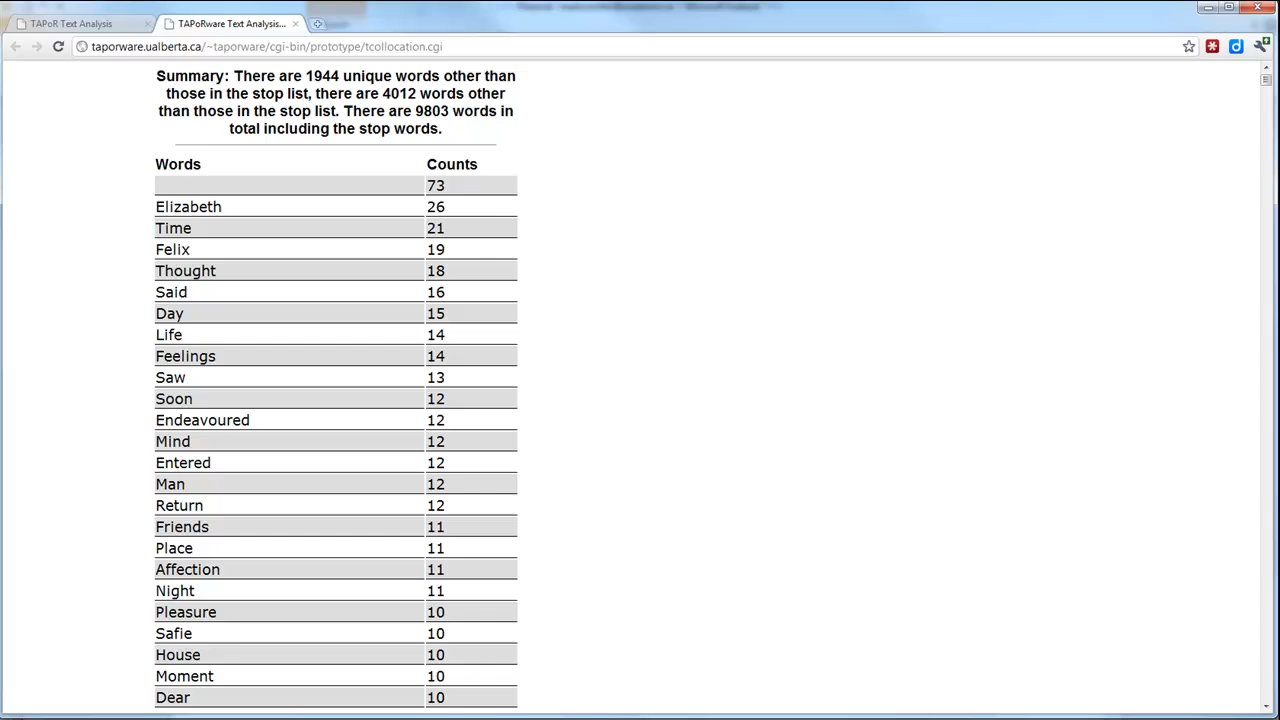 TAPoR Text Analysis
TAPoRware Text Analysis...
taporware.ualberta.ca/~taporware/cgi-bin/prototype/tcollocation.cgi
Summary: There are 1944 unique words other than
those in the stop list, there are 4012 words other
than those in the stop list. There are 9803 words in
total including the stop words.
Words Counts
73
Elizabeth 26
Time 21
Felix 19
Thought 18
Said 16
Day 15
Life 14
Feelings 14
Saw 13
Soon 12
Endeavoured 12
Mind 12
Entered 12
Man 12
Return 12
Friends 11
Place 11
Affection 11
Night 11
Pleasure 10
Safie 10
House 10
Moment 10
Dear 10